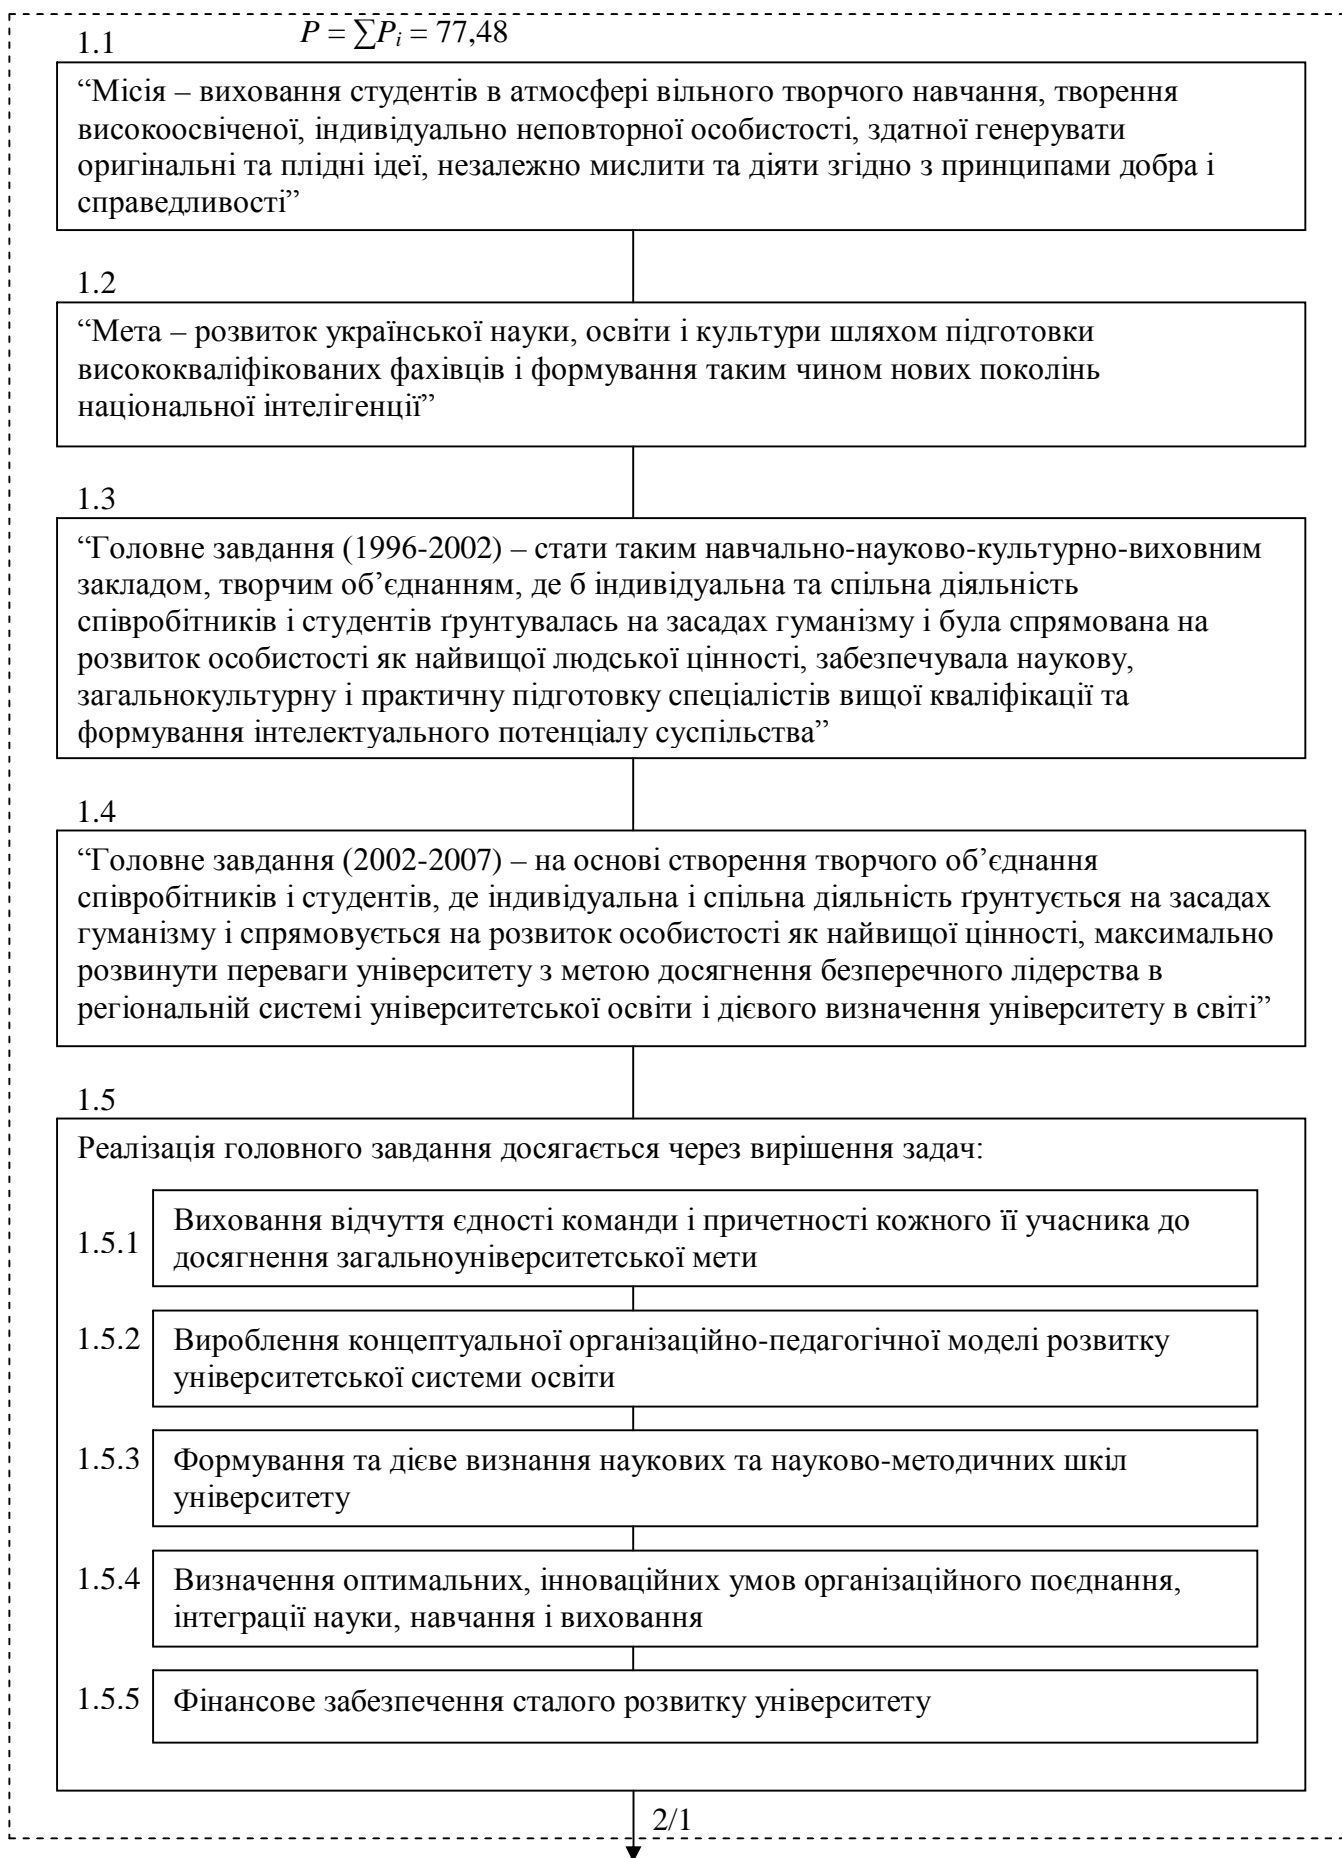 1.1
P = ∑Pi = 77,48
“Місія – виховання студентів в атмосфері вільного творчого навчання, творення
високоосвіченої, індивідуально неповторної особистості, здатної генерувати
оригінальні та плідні ідеї, незалежно мислити та діяти згідно з принципами добра і
справедливості”
1.2
“Мета – розвиток української науки, освіти і культури шляхом підготовки
висококваліфікованих фахівців і формування таким чином нових поколінь
національної інтелігенції”
1.3
“Головне завдання (1996-2002) – стати таким навчально-науково-культурно-виховним
закладом, творчим об’єднанням, де б індивідуальна та спільна діяльність
співробітників і студентів ґрунтувалась на засадах гуманізму і була спрямована на
розвиток особистості як найвищої людської цінності, забезпечувала наукову,
загальнокультурну і практичну підготовку спеціалістів вищої кваліфікації та
формування інтелектуального потенціалу суспільства”
1.4
“Головне завдання (2002-2007) – на основі створення творчого об’єднання
співробітників і студентів, де індивідуальна і спільна діяльність ґрунтується на засадах
гуманізму і спрямовується на розвиток особистості як найвищої цінності, максимально
розвинути переваги університету з метою досягнення безперечного лідерства в
регіональній системі університетської освіти і дієвого визначення університету в світі”
1.5
Реалізація головного завдання досягається через вирішення задач:
1.5.1
Виховання відчуття єдності команди і причетності кожного її учасника до
досягнення загальноуніверситетської мети
1.5.2
Вироблення концептуальної організаційно-педагогічної моделі розвитку
університетської системи освіти
1.5.3
Формування та дієве визнання наукових та науково-методичних шкіл
університету
1.5.4
Визначення оптимальних, інноваційних умов організаційного поєднання,
інтеграції науки, навчання і виховання
1.5.5
Фінансове забезпечення сталого розвитку університету
2/1